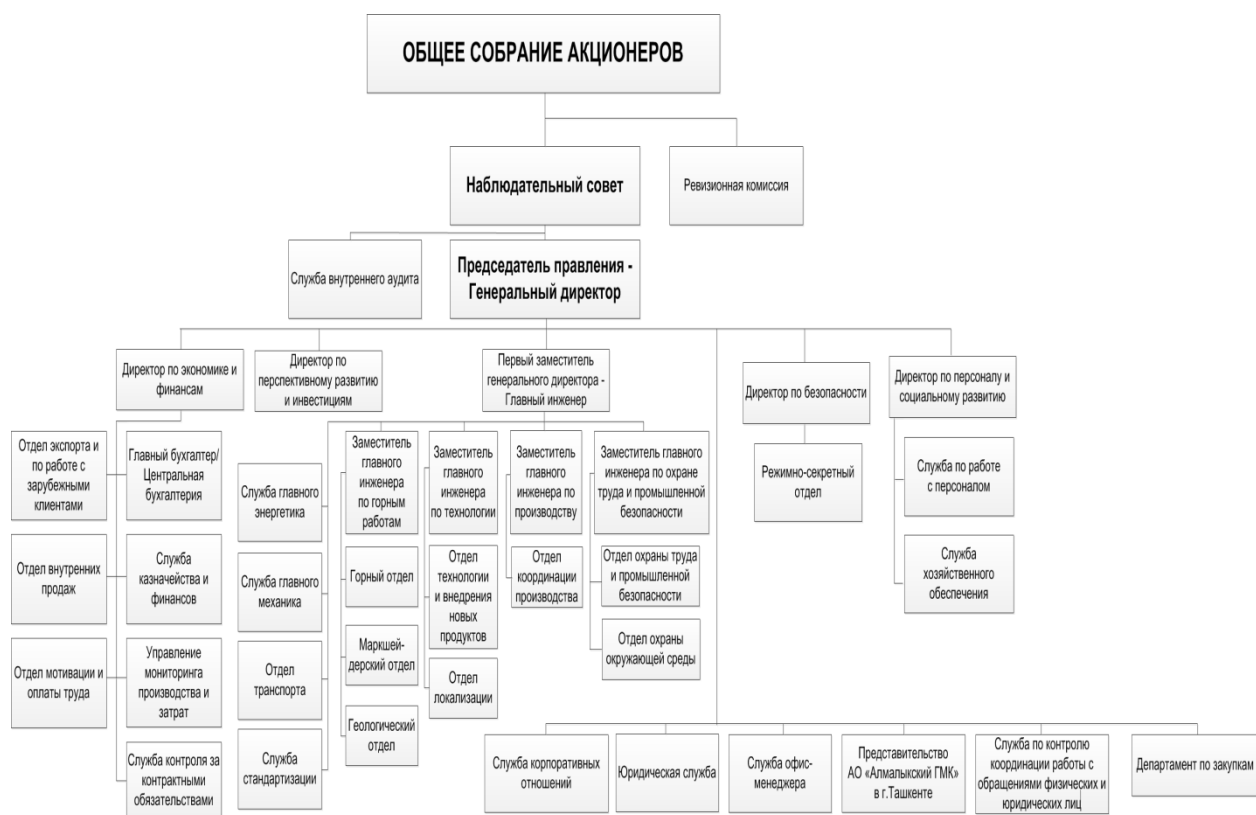 ОБЩЕЕ СОБРАНИЕ АКЦИОНЕРОВ
Наблюдательный совет
Ревизионная комиссия
Служба внутреннего аудита
Председатель правления -
Генеральный директор
Директор по экономике и
финансам
Директор по
перспективному развитию
и инвестициям
Первый заместитель
генерального директора -
Главный инженер
Директор по безопасности
Директор по персоналу и
социальному развитию
Отдел экспорта и
по работе с
зарубежными
клиентами
Главный бухгалтер/
Центральная
бухгалтерия
Отдел внутренних
продаж
Служба
казначейства и
финансов
Отдел мотивации и
оплаты труда
Управление
мониторинга
производства и
затрат
Служба контроля за
контрактными
обязательствами
Служба главного
энергетика
Служба главного
механика
Отдел
транспорта
Служба
стандартизации
Заместитель
главного
инженера
по горным
работам
Горный отдел
Маркшей-
дерский отдел
Геологический
отдел
Заместитель
главного
инженера
по технологии
Отдел
технологии
и внедрения
новых
продуктов
Отдел
локализации
Заместитель
главного
инженера по
производству
Отдел
координации
производства
Заместитель главного
инженера по охране
труда и промышленной
безопасности
Отдел охраны труда
и промышленной
безопасности
Отдел охраны
окружающей среды
Режимно-секретный
отдел
Служба по работе
с персоналом
Служба
хозяйственного
обеспечения
Служба корпоративных
отношений
Юридическая служба
Служба офис-
менеджера
Представительство
АО «Алмалыкский ГМК»
в г.Ташкенте
Служба по контролю
координации работы с
обращениями физических и
юридических лиц
Департамент по закупкам